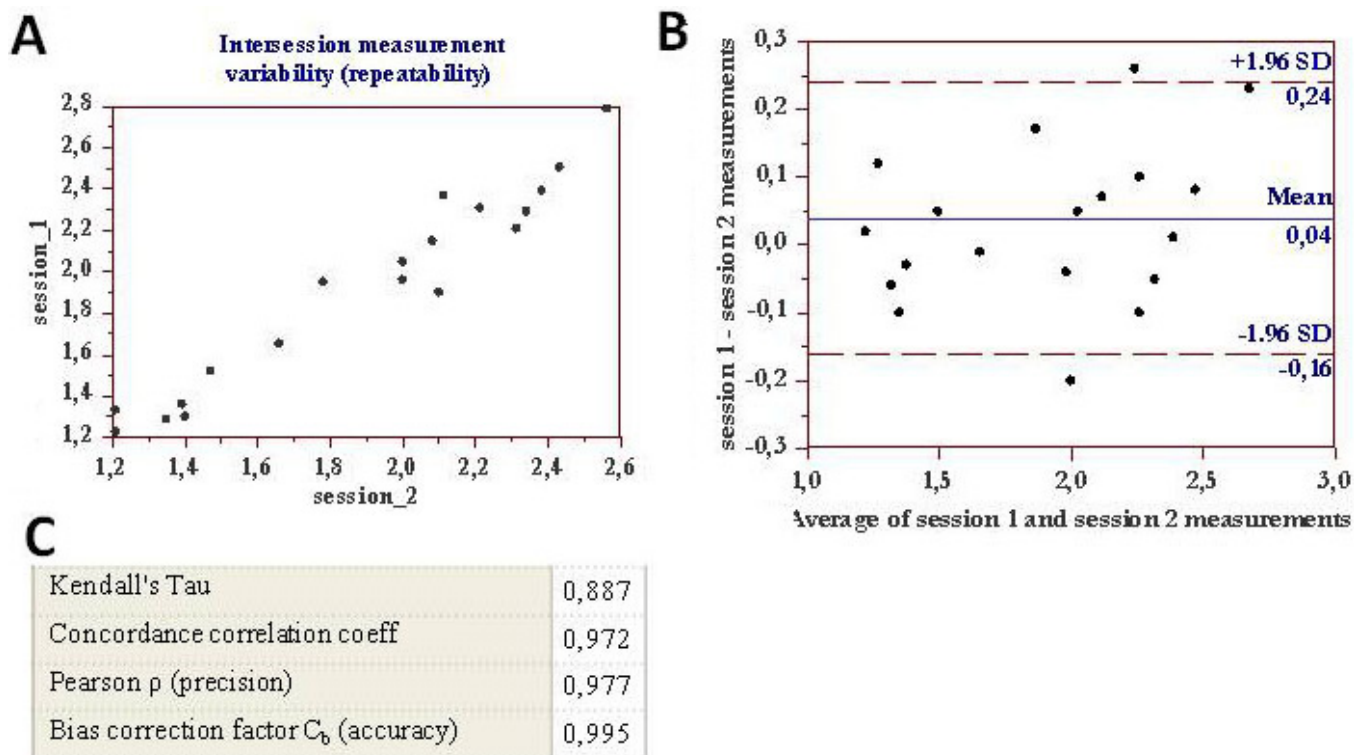 A
Intersession measurement
variability (repeatability)
session_1
2,8
2,6
2,4
2,2
2,0
1,8
1,6
1,4
1,2
1,2 1,4 1,6 1,8 2,0 2,2 2,4 2,6
session_2
B
session 1 - session 2 measurements
0,3
0,2
0,1
0,0
-0,1
-0,2
-0,3
+1.96 SD
0,24
Mean
0,04
-1.96 SD
-0,16
1,0 1,5 2,0 2,5 3,0
Average of session 1 and session 2 measurements
C
Kendall's Tau 0,887
Concordance correlation coeff 0,972
Pearson ρ (precision) 0,977
Bias correction factor Cb (accuracy) 0,995